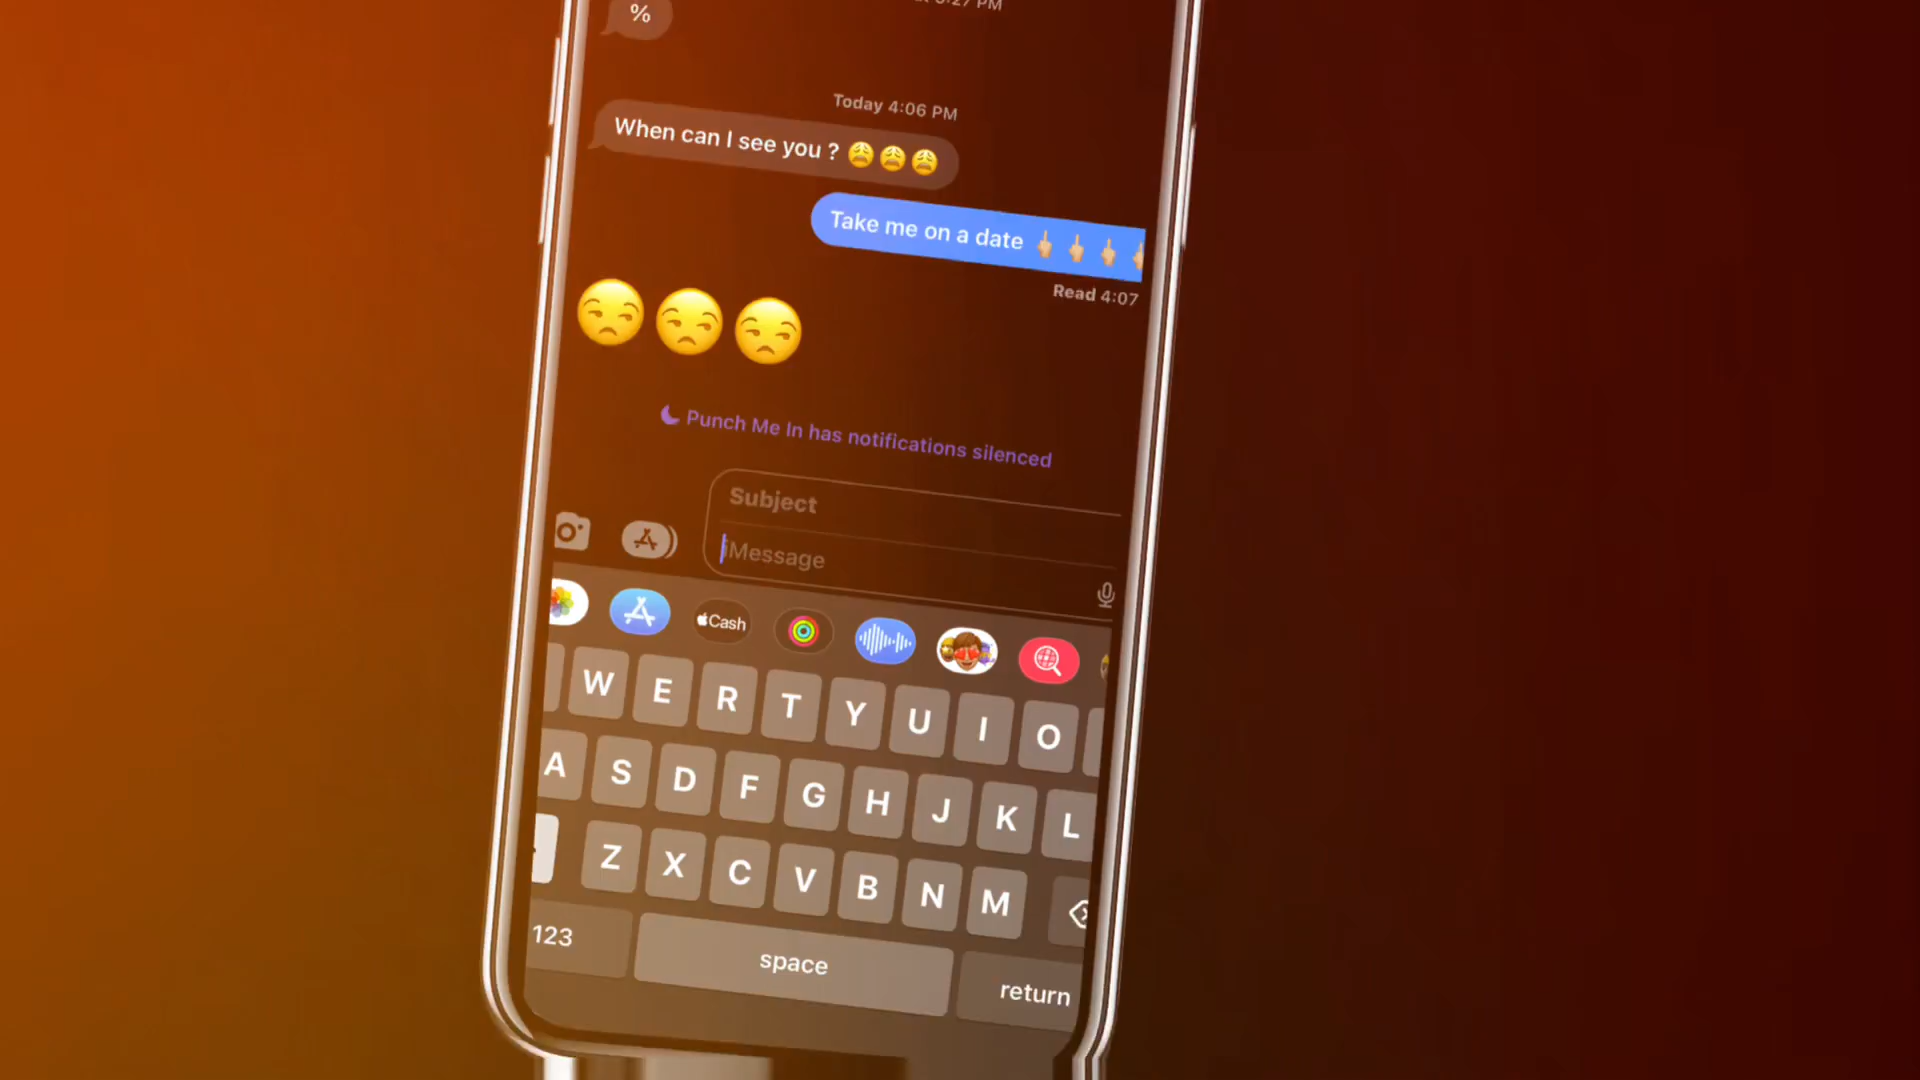 %
Today 4:06 PM
When can I see you ? 😩😩😩
Take me on a date 🖕🏼🖕🏼🖕🏼
Read 4:07
😒😒😒
Punch Me In has notifications silenced
Subject
iMessage
Cash
W E R T Y U I O
A S D F G H J K L
Z X C V B N M
123 space return